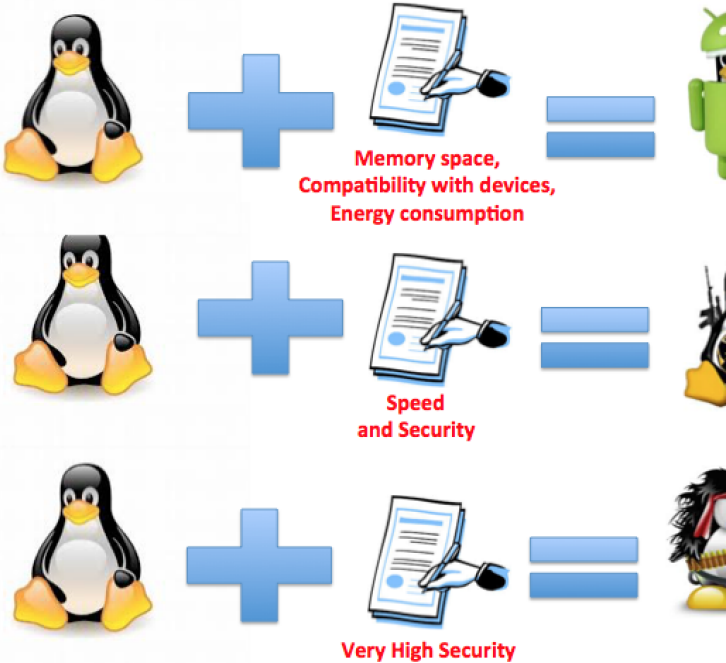 Memory space,
Compatibility with devices,
Energy consumption
Speed
and Security
Very High Security